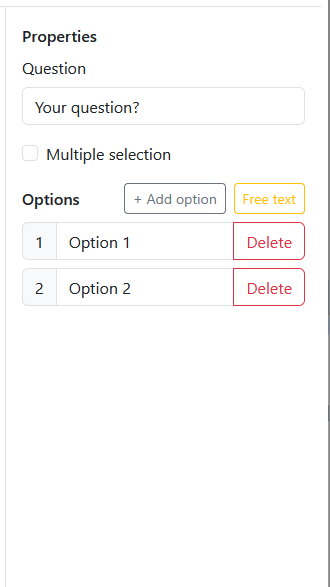 Properties
Question
Your question?
Multiple selection
Options + Add option Free text
1 Option 1 Delete
2 Option 2 Delete